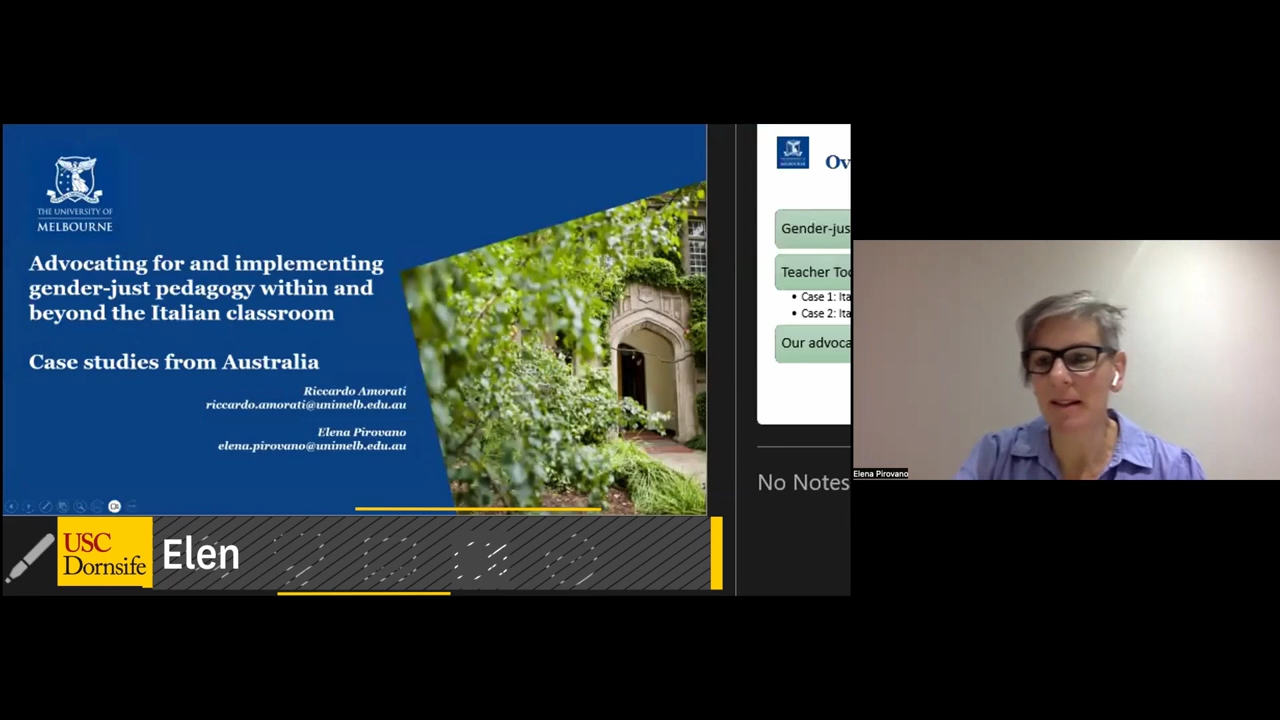 THE UNIVERSITY OF
MELBOURNE
Advocating for and implementing
gender-just pedagogy within and
beyond the Italian classroom
Case studies from Australia
Riccardo Amorati
riccardo.amorati@unimelb.edu.au
Elena Pirovano
elena.pirovano@unimelb.edu.au
USC
Dornsife
Elen
Ov
Gender-jus
Teacher Too
• Case 1: Ita
• Case 2: Ita
Our advoca
No Notes
Elena Pirovano